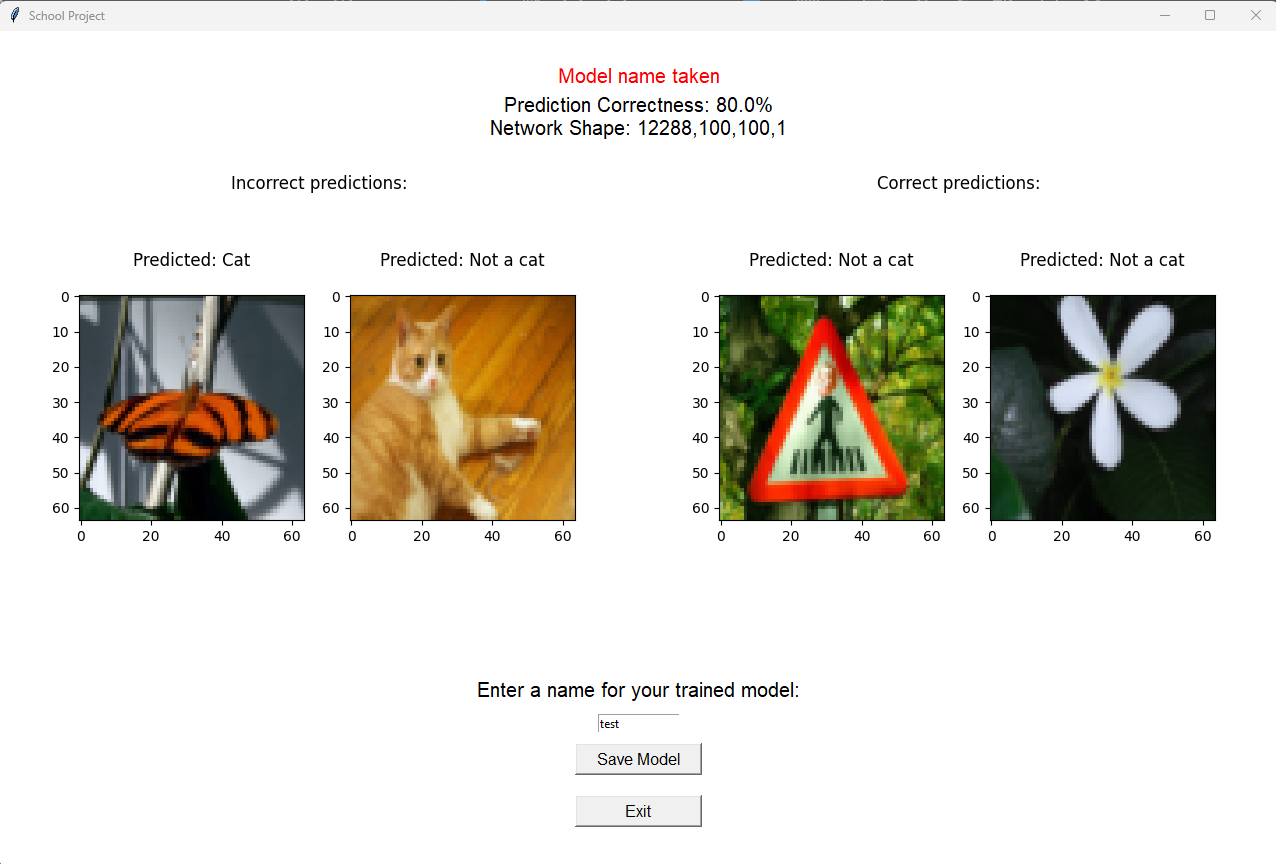 School Project
Model name taken
Prediction Correctness: 80.0%
Network Shape: 12288,100,100,1
Incorrect predictions:
Correct predictions:
Predicted: Cat
Predicted: Not a cat
Predicted: Not a cat
Predicted: Not a cat
0
10
20
30
40
50
60
0 20 40 60
0
10
20
30
40
50
60
0 20 40 60
0
10
20
30
40
50
60
0 20 40 60
0
10
20
30
40
50
60
0 20 40 60
Enter a name for your trained model:
test
Save Model
Exit